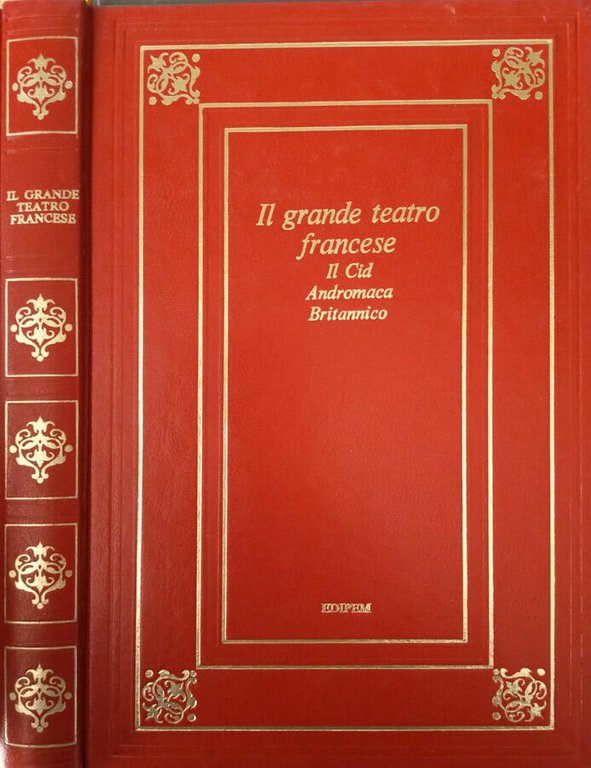 IL GRANDE
TEATRO
FRANCESE
Il grande teatro
francese
Il Cid
Andromaca
Britannico
EDIPEM